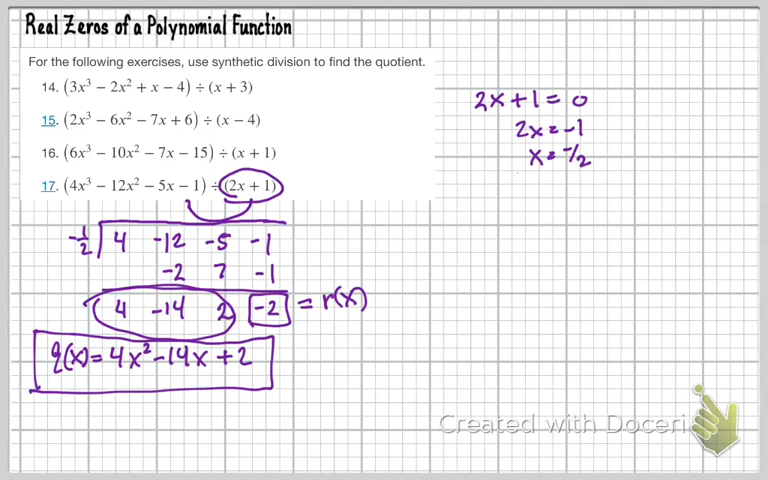 Real Zeros of a Polynomial Function
For the following exercises, use synthetic division to find the quotient.
14. (3x³ − 2x² + x − 4) ÷ (x + 3)
15. (2x³ − 6x² − 7x + 6) ÷ (x − 4)
16. (6x³ − 10x² − 7x − 15) ÷ (x + 1)
17. (4x³ − 12x² − 5x − 1) ÷ (2x + 1)
-1/2 4 -12 -5 -1
-2 7 -1
4 -14 2 -2 = r(x)
q(x) = 4x² - 14x + 2
2x + 1 = 0
2x = -1
x = -1/2
Created with Doceri